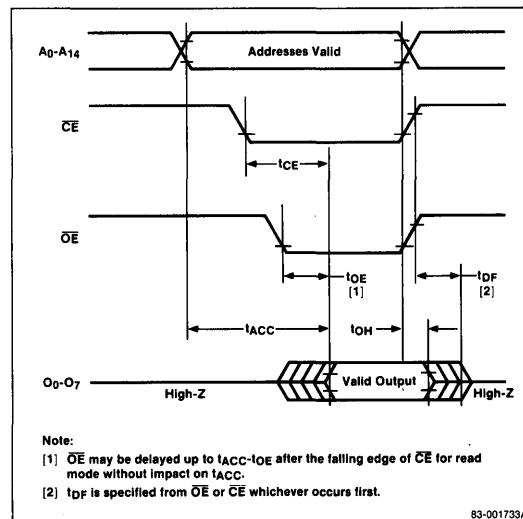 A0-A14
Addresses Valid
CE
tCE
OE
tOE
[1]
tDF
[2]
tACC
tOH
O0-O7
High-Z
Valid Output
High-Z
Note:
[1] OE may be delayed up to tACC-tOE after the falling edge of CE for read
mode without impact on tACC.
[2] tDF is specified from OE or CE whichever occurs first.
83-001733A